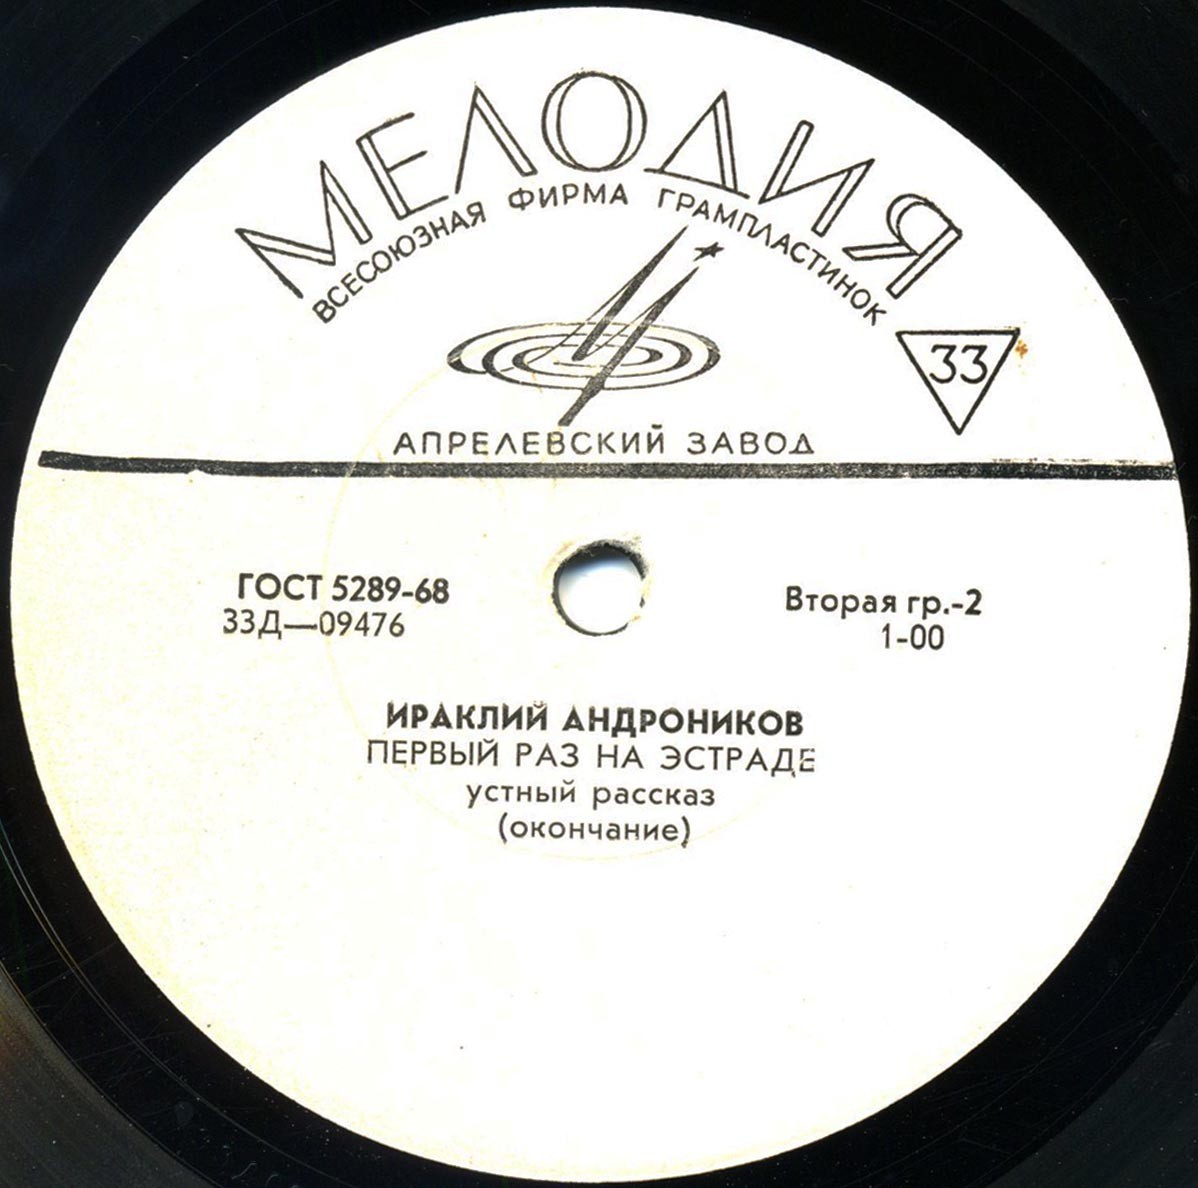 МЕЛОДИЯ
ВСЕСОЮЗНАЯ ФИРМА ГРАМПЛАСТИНОК
33
АПРЕЛЕВСКИЙ ЗАВОД
ГОСТ 5289-68
33Д—09476
Вторая гр.-2
1-00
ИРАКЛИЙ АНДРОНИКОВ
ПЕРВЫЙ РАЗ НА ЭСТРАДЕ
устный рассказ
(окончание)